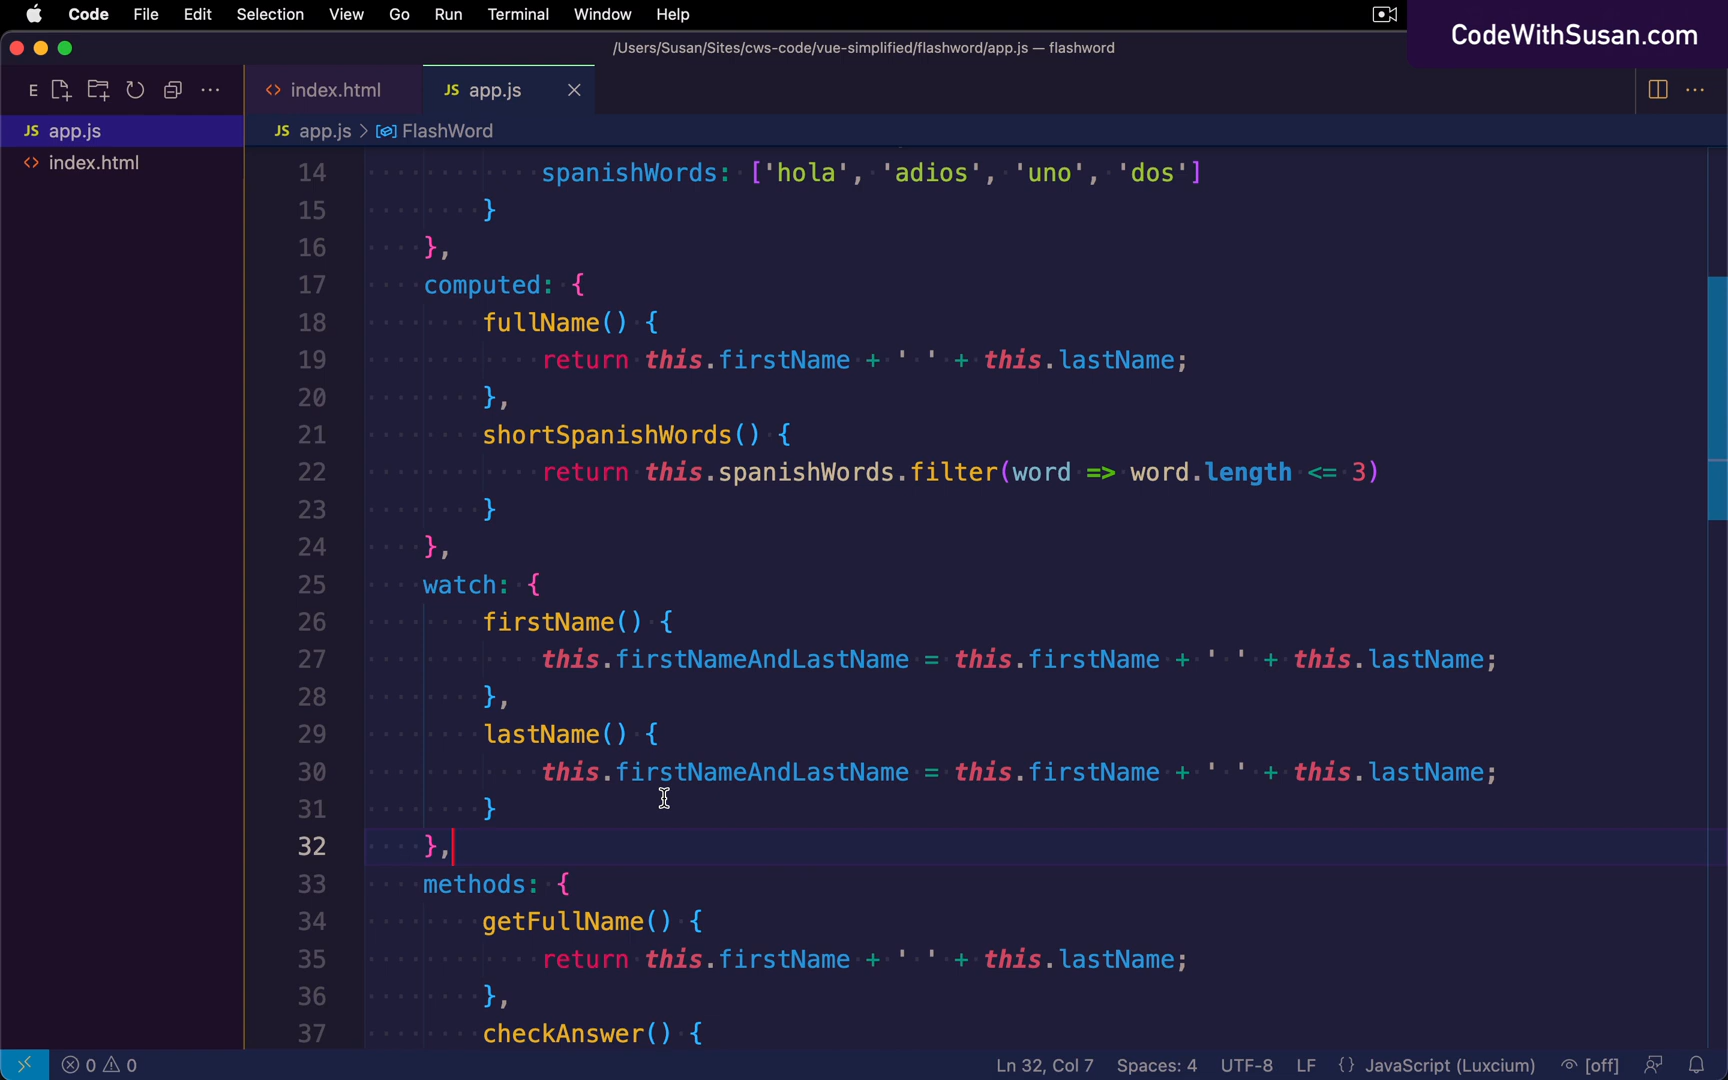 Code File Edit Selection View Go Run Terminal Window Help
CodeWithSusan.com
/Users/Susan/Sites/cws-code/vue-simplified/flashword/app.js — flashword
E
index.html
JS app.js
JS app.js
JS app.js > FlashWord
index.html
14 spanishWords: ['hola', 'adios', 'uno', 'dos']
15 }
16 },
17 computed: {
18 fullName() {
19 return this.firstName + ' ' + this.lastName;
20 },
21 shortSpanishWords() {
22 return this.spanishWords.filter(word => word.length <= 3)
23 }
24 },
25 watch: {
26 firstName() {
27 this.firstNameAndLastName = this.firstName + ' ' + this.lastName;
28 },
29 lastName() {
30 this.firstNameAndLastName = this.firstName + ' ' + this.lastName;
31 }
32 },
33 methods: {
34 getFullName() {
35 return this.firstName + ' ' + this.lastName;
36 },
37 checkAnswer() {
0 0 Ln 32, Col 7 Spaces: 4 UTF-8 LF {} JavaScript (Luxcium) [off]